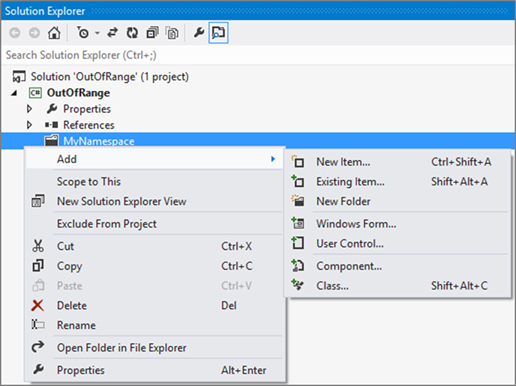 Solution Explorer
Search Solution Explorer (Ctrl+;)
Solution 'OutOfRange' (1 project)
C# OutOfRange
Properties
References
MyNamespace
Add
Scope to This
New Solution Explorer View
Exclude From Project
Cut Ctrl+X
Copy Ctrl+C
Paste Ctrl+V
Delete Del
Rename
Open Folder in File Explorer
Properties Alt+Enter
New Item... Ctrl+Shift+A
Existing Item... Shift+Alt+A
New Folder
Windows Form...
User Control...
Component...
Class... Shift+Alt+C